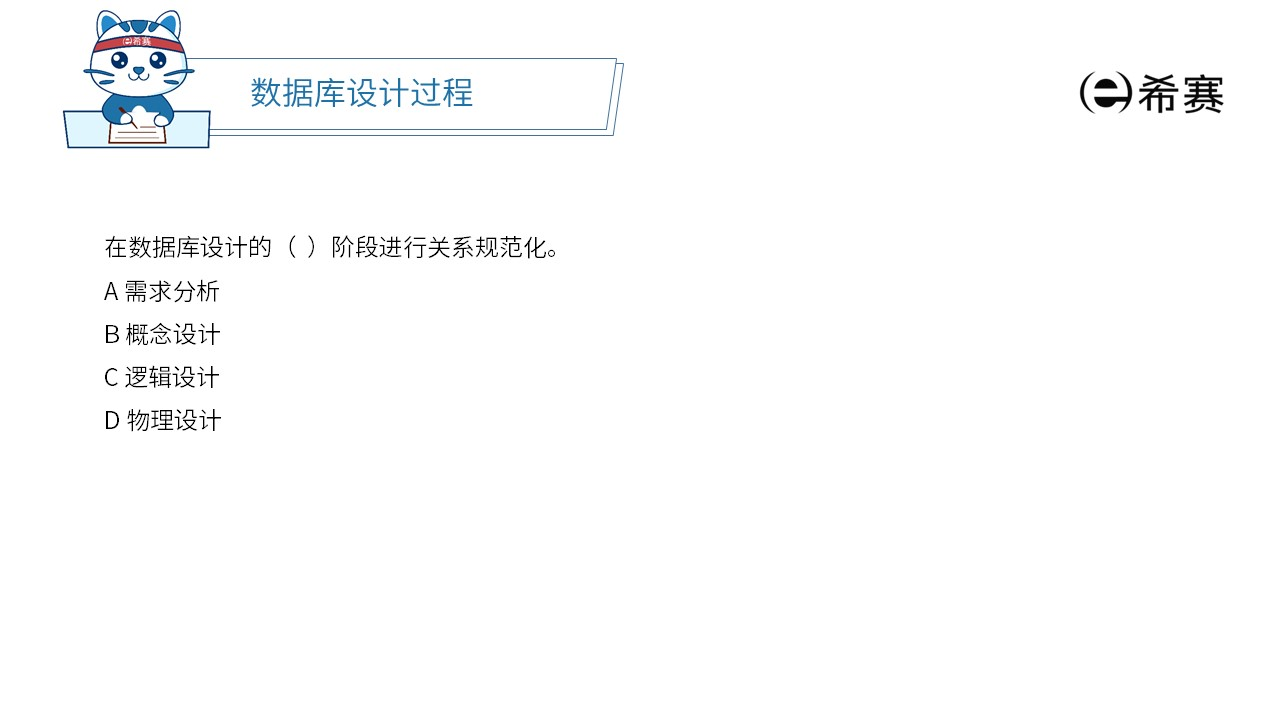 希赛
数据库设计过程
希赛
在数据库设计的（ ）阶段进行关系规范化。
A 需求分析
B 概念设计
C 逻辑设计
D 物理设计